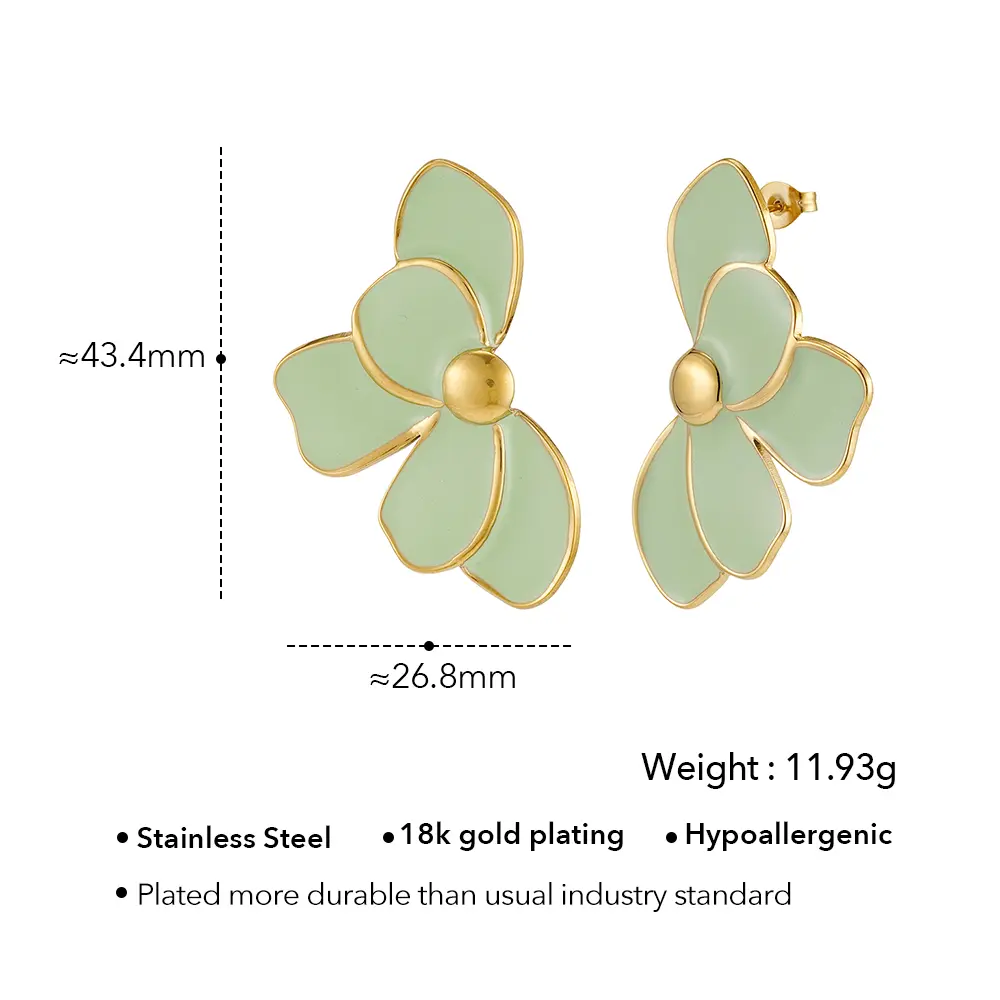 ≈43.4mm
≈26.8mm
Weight : 11.93g
• Stainless Steel • 18k gold plating • Hypoallergenic
• Plated more durable than usual industry standard